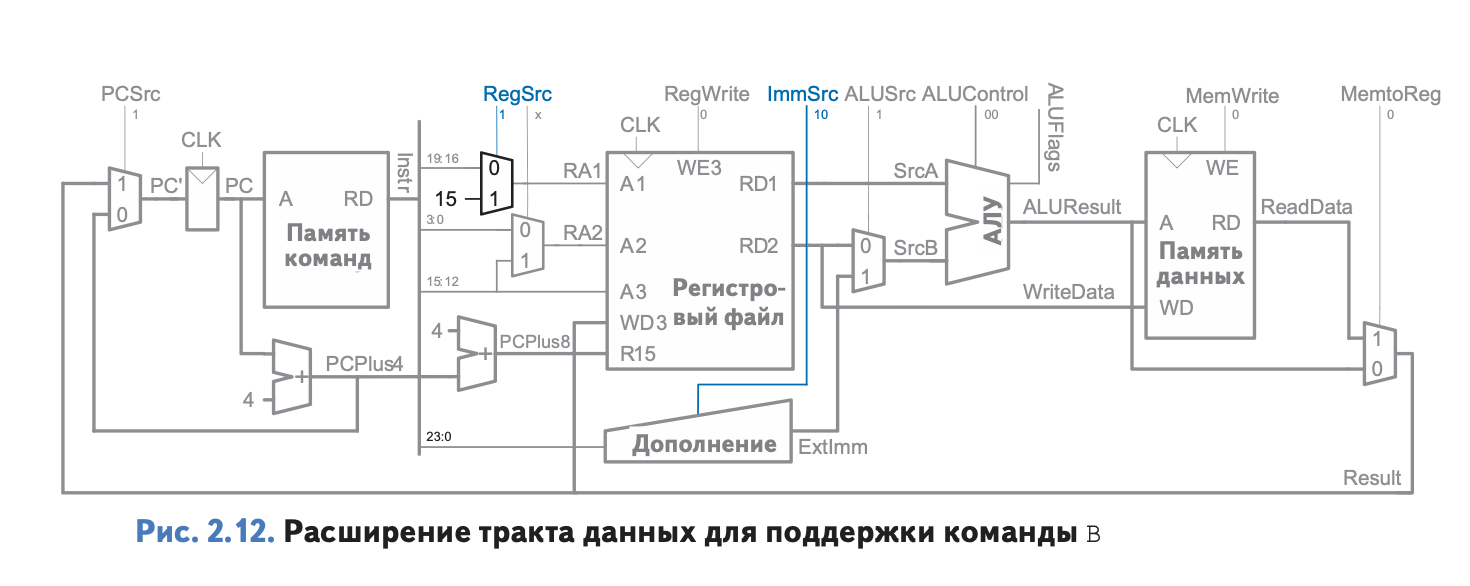 PCSrc
1
CLK
RegSrc
1 x
RegWrite
0
CLK
ImmSrc
10
ALUSrc
1
ALUControl
00
ALUFlags
MemWrite
0
CLK
MemtoReg
0
1
0
PC'
PC
A RD
Память
команд
Instr
19:16
15
0
1
RA1
3:0
0
1
RA2
15:12
A1
A2
A3
WD3
R15
WE3
RD1
RD2
Регистро-
вый файл
SrcA
0
1
SrcB
АЛУ
ALUResult
WriteData
WE
A RD
Память
данных
WD
ReadData
1
0
4
+
PCPlus4
4
+
PCPlus8
23:0
Дополнение
ExtImm
Result
Рис. 2.12. Расширение тракта данных для поддержки команды B